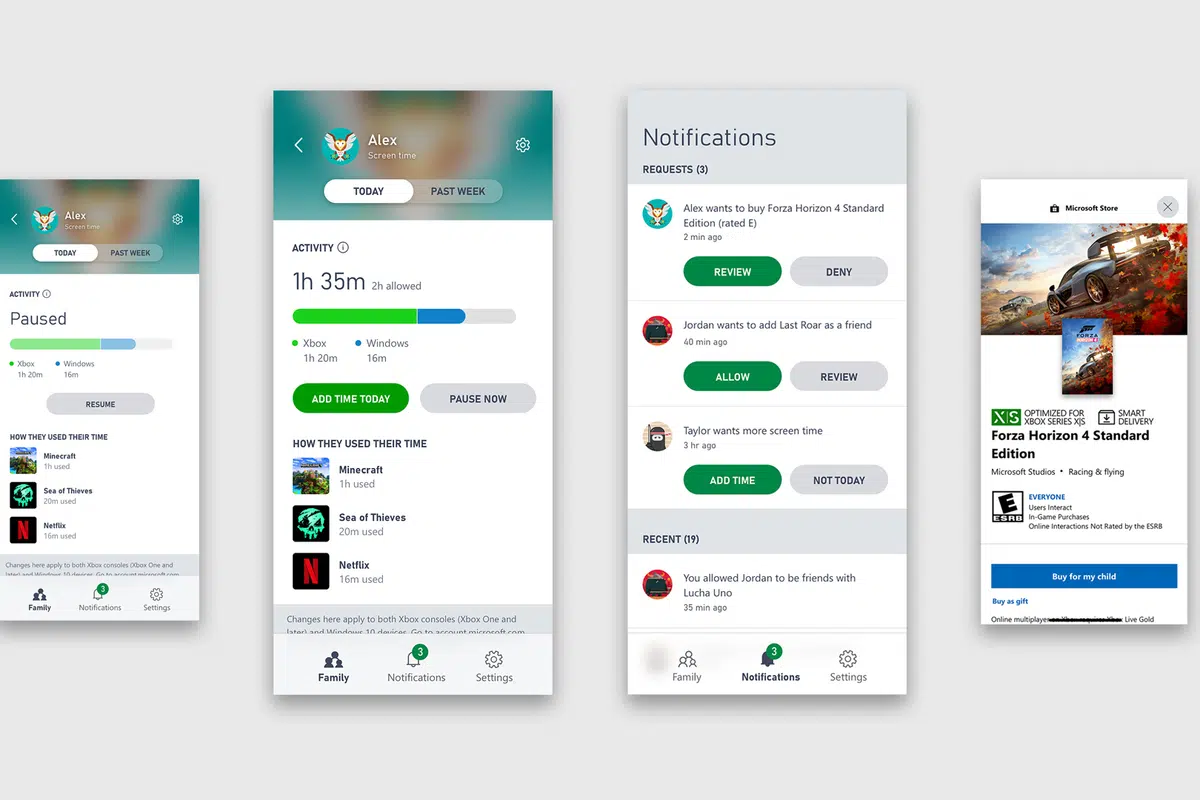 Alex
Screen time
TODAY
PAST WEEK
ACTIVITY
Paused
Xbox
1h 20m
Windows
16m
RESUME
HOW THEY USED THEIR TIME
Minecraft
1h used
Sea of Thieves
20m used
Netflix
16m used
Changes here apply to both Xbox consoles (Xbox One and
later) and Windows 10 devices. Go to account.microsoft.com
Family
3
Notifications
Settings
Alex
Screen time
TODAY
PAST WEEK
ACTIVITY
1h 35m 2h allowed
Xbox
1h 20m
Windows
16m
ADD TIME TODAY
PAUSE NOW
HOW THEY USED THEIR TIME
Minecraft
1h used
Sea of Thieves
20m used
Netflix
16m used
Changes here apply to both Xbox consoles (Xbox One and
later) and Windows 10 devices. Go to account.microsoft.com
Family
3
Notifications
Settings
Notifications
REQUESTS (3)
Alex wants to buy Forza Horizon 4 Standard
Edition (rated E)
2 min ago
REVIEW
DENY
Jordan wants to add Last Roar as a friend
40 min ago
ALLOW
REVIEW
Taylor wants more screen time
3 hr ago
ADD TIME
NOT TODAY
RECENT (19)
You allowed Jordan to be friends with
Lucha Uno
35 min ago
Family
3
Notifications
Settings
Microsoft Store
FORZA
HORIZON 4
XS OPTIMIZED FOR
XBOX SERIES X|S
SMART
DELIVERY
Forza Horizon 4 Standard
Edition
Microsoft Studios • Racing & flying
E
ESRB
EVERYONE
Users Interact
In-Game Purchases
Online Interactions Not Rated by the ESRB
Buy for my child
Buy as gift
Online multiplayer on Xbox requires Xbox Live Gold